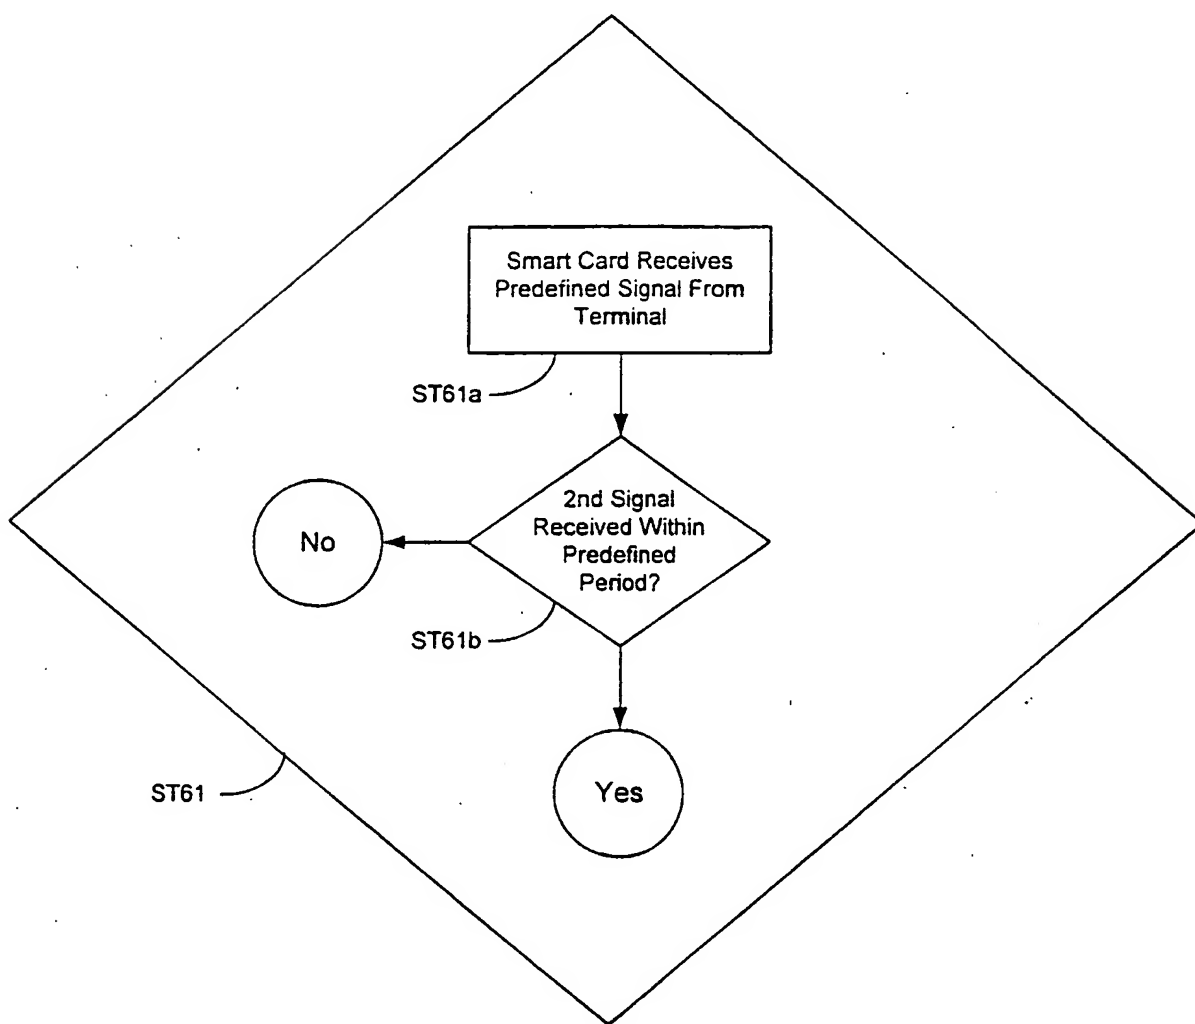 Smart Card Receives
Predefined Signal From
Terminal
ST61a
2nd Signal
Received Within
Predefined
Period?
No
ST61b
Yes
ST61